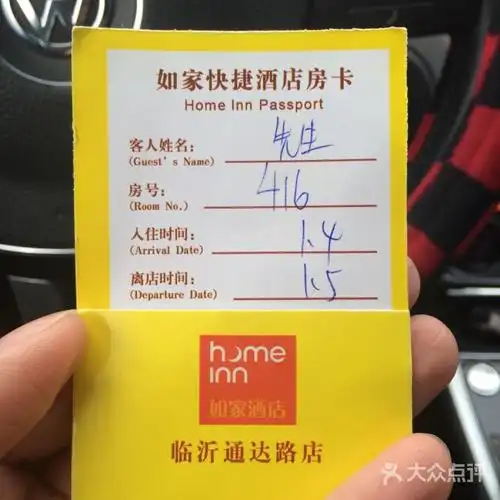 如家快捷酒店房卡
Home Inn Passport
客人姓名: 先生
(Guest's Name)
房号: 416
(Room No.)
入住时间: 1.4
(Arrival Date)
离店时间: 1.5
(Departure Date)
home
inn
如家酒店
临沂通达路店
大众点评